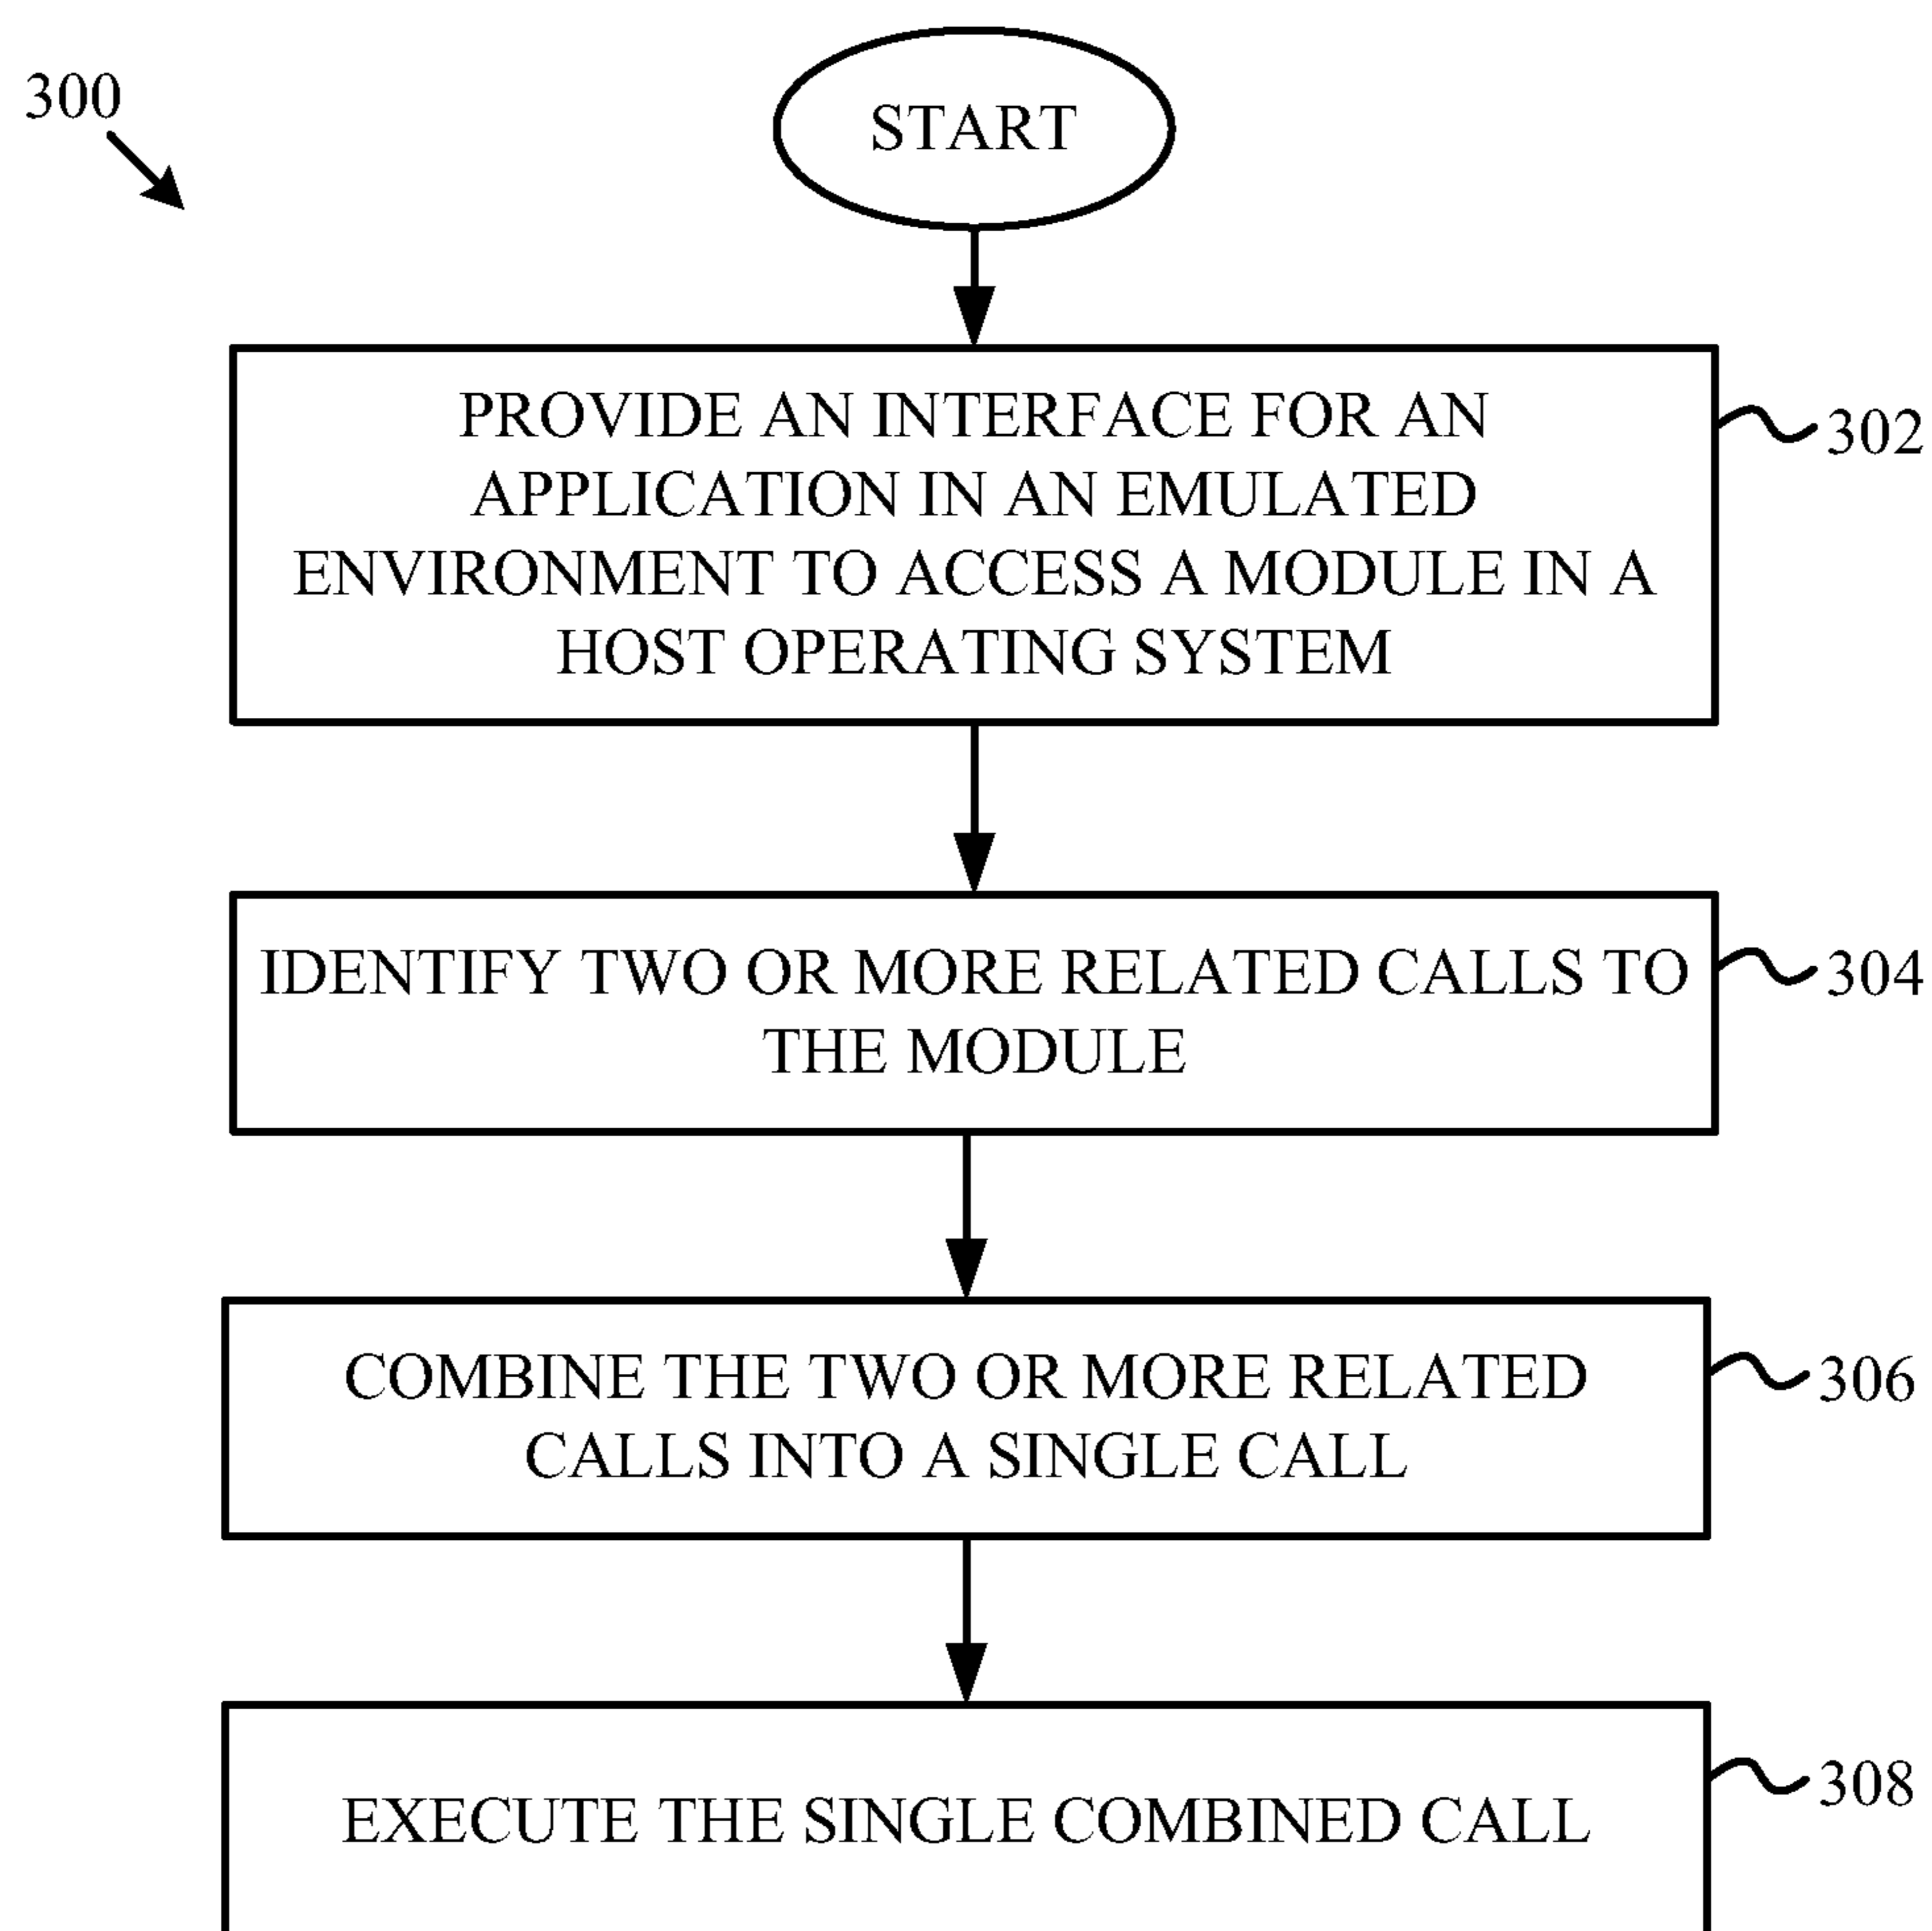 300
START
PROVIDE AN INTERFACE FOR AN
APPLICATION IN AN EMULATED
ENVIRONMENT TO ACCESS A MODULE IN A
HOST OPERATING SYSTEM
302
IDENTIFY TWO OR MORE RELATED CALLS TO
THE MODULE
304
COMBINE THE TWO OR MORE RELATED
CALLS INTO A SINGLE CALL
306
EXECUTE THE SINGLE COMBINED CALL
308